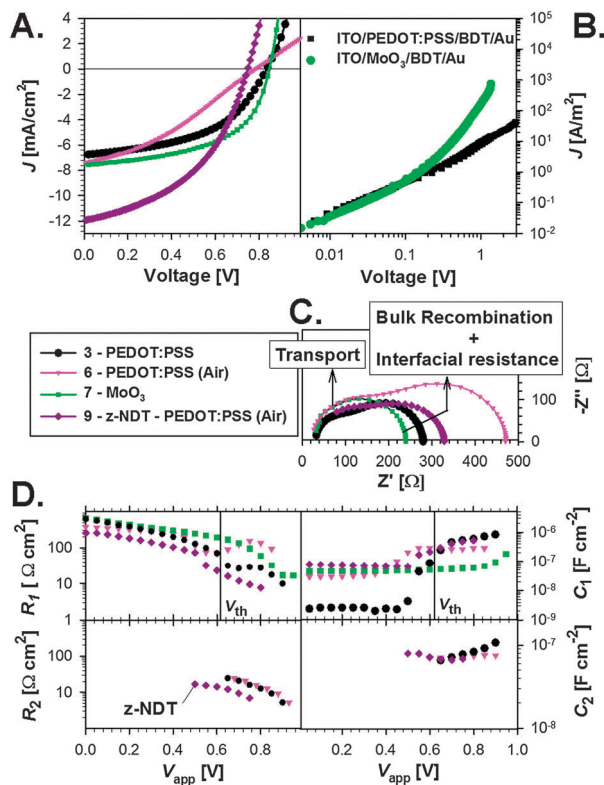 A.
B.
4
2
0
-2
-4
-6
-8
-10
-12
J [mA/cm²]
0.0 0.2 0.4 0.6 0.8
Voltage [V]
ITO/PEDOT:PSS/BDT/Au
ITO/MoO₃/BDT/Au
10⁵
10⁴
10³
10²
10¹
10⁰
10⁻¹
10⁻²
J [A/m²]
0.01 0.1 1
Voltage [V]
C.
3 - PEDOT:PSS
6 - PEDOT:PSS (Air)
7 - MoO₃
9 - z-NDT - PEDOT:PSS (Air)
Transport
Bulk Recombination
+
Interfacial resistance
100
0
-Z'' [Ω]
0 100 200 300 400 500
Z' [Ω]
D.
R₁ [Ω cm²]
100
10
1
Vth
10⁻⁶
10⁻⁷
10⁻⁸
10⁻⁹
C₁ [F cm⁻²]
Vth
R₂ [Ω cm²]
100
10
z-NDT
10⁻⁷
10⁻⁸
C₂ [F cm⁻²]
0.0 0.2 0.4 0.6 0.8
Vapp [V]
0.2 0.4 0.6 0.8 1.0
Vapp [V]